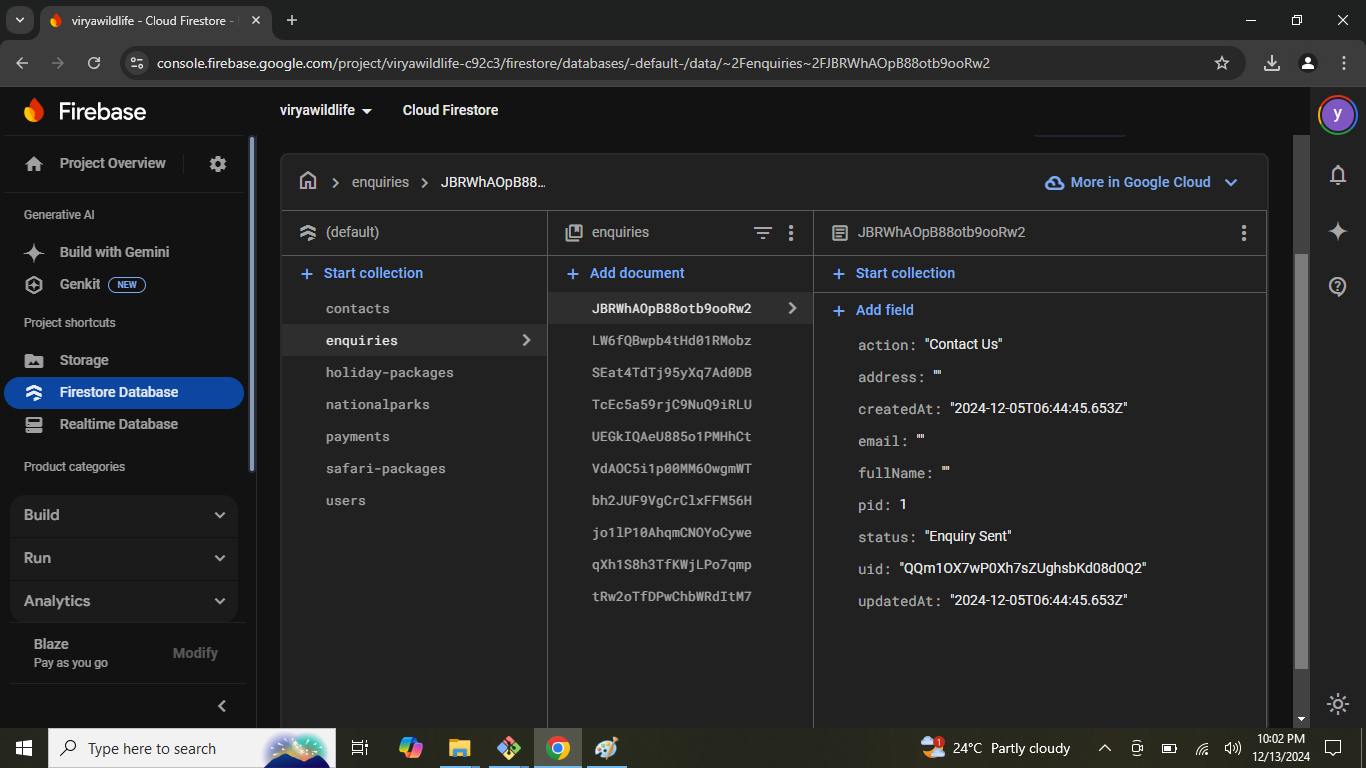 viryawildlife - Cloud Firestore -
console.firebase.google.com/project/viryawildlife-c92c3/firestore/databases/-default-/data/~2Fenquiries~2FJBRWhAOpB88otb9ooRw2
Firebase
viryawildlife
Cloud Firestore
y
Project Overview
Generative AI
Build with Gemini
Genkit
NEW
Project shortcuts
Storage
Firestore Database
Realtime Database
Product categories
Build
Run
Analytics
Blaze
Pay as you go
Modify
enquiries
JBRWhAOpB88...
More in Google Cloud
(default)
Start collection
contacts
enquiries
holiday-packages
nationalparks
payments
safari-packages
users
enquiries
Add document
JBRWhAOpB88otb9ooRw2
LW6fQBwpb4tHd01RMobz
SEat4TdTj95yXq7Ad0DB
TcEc5a59rjC9NuQ9iRLU
UEGkIQAeU885o1PMHhCt
VdAOC5i1p00MM6OwgmWT
bh2JUF9VgCrClxFFM56H
jo1lP10AhqmCNOYoCywe
qXh1S8h3TfKWjLPo7qmp
tRw2oTfDPwChbWRdItM7
JBRWhAOpB88otb9ooRw2
Start collection
Add field
action: "Contact Us"
address: ""
createdAt: "2024-12-05T06:44:45.653Z"
email: ""
fullName: ""
pid: 1
status: "Enquiry Sent"
uid: "QQm1OX7wP0Xh7sZUghsbKd08d0Q2"
updatedAt: "2024-12-05T06:44:45.653Z"
Type here to search
1
24°C Partly cloudy
10:02 PM
12/13/2024